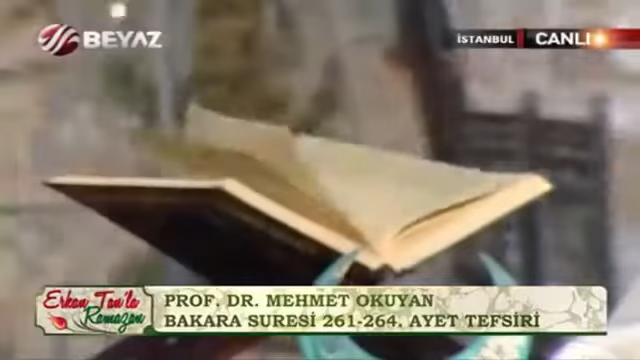 BEYAZ
İSTANBUL CANLI
Erkan Tan'la
Ramazan
PROF. DR. MEHMET OKUYAN
BAKARA SURESİ 261-264. AYET TEFSİRİ